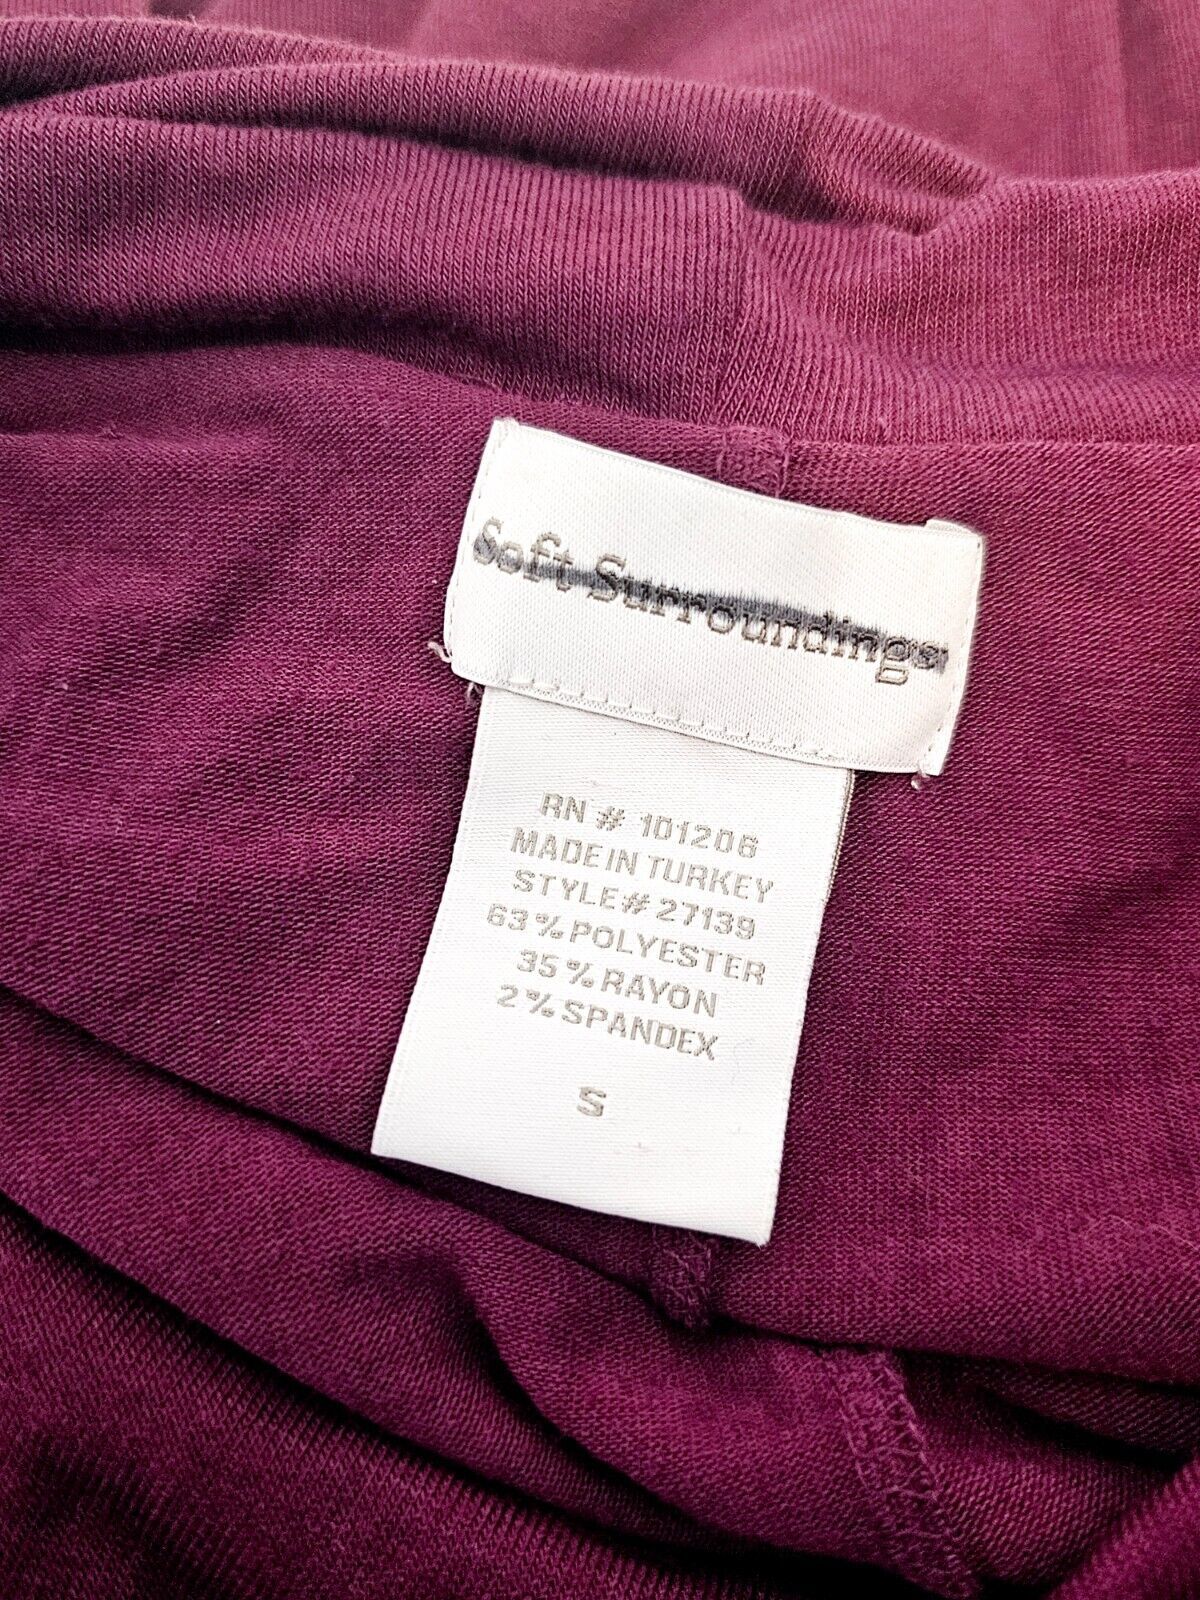 Soft Surroundings
RN # 101206
MADE IN TURKEY
STYLE# 27139
63% POLYESTER
35% RAYON
2% SPANDEX
S